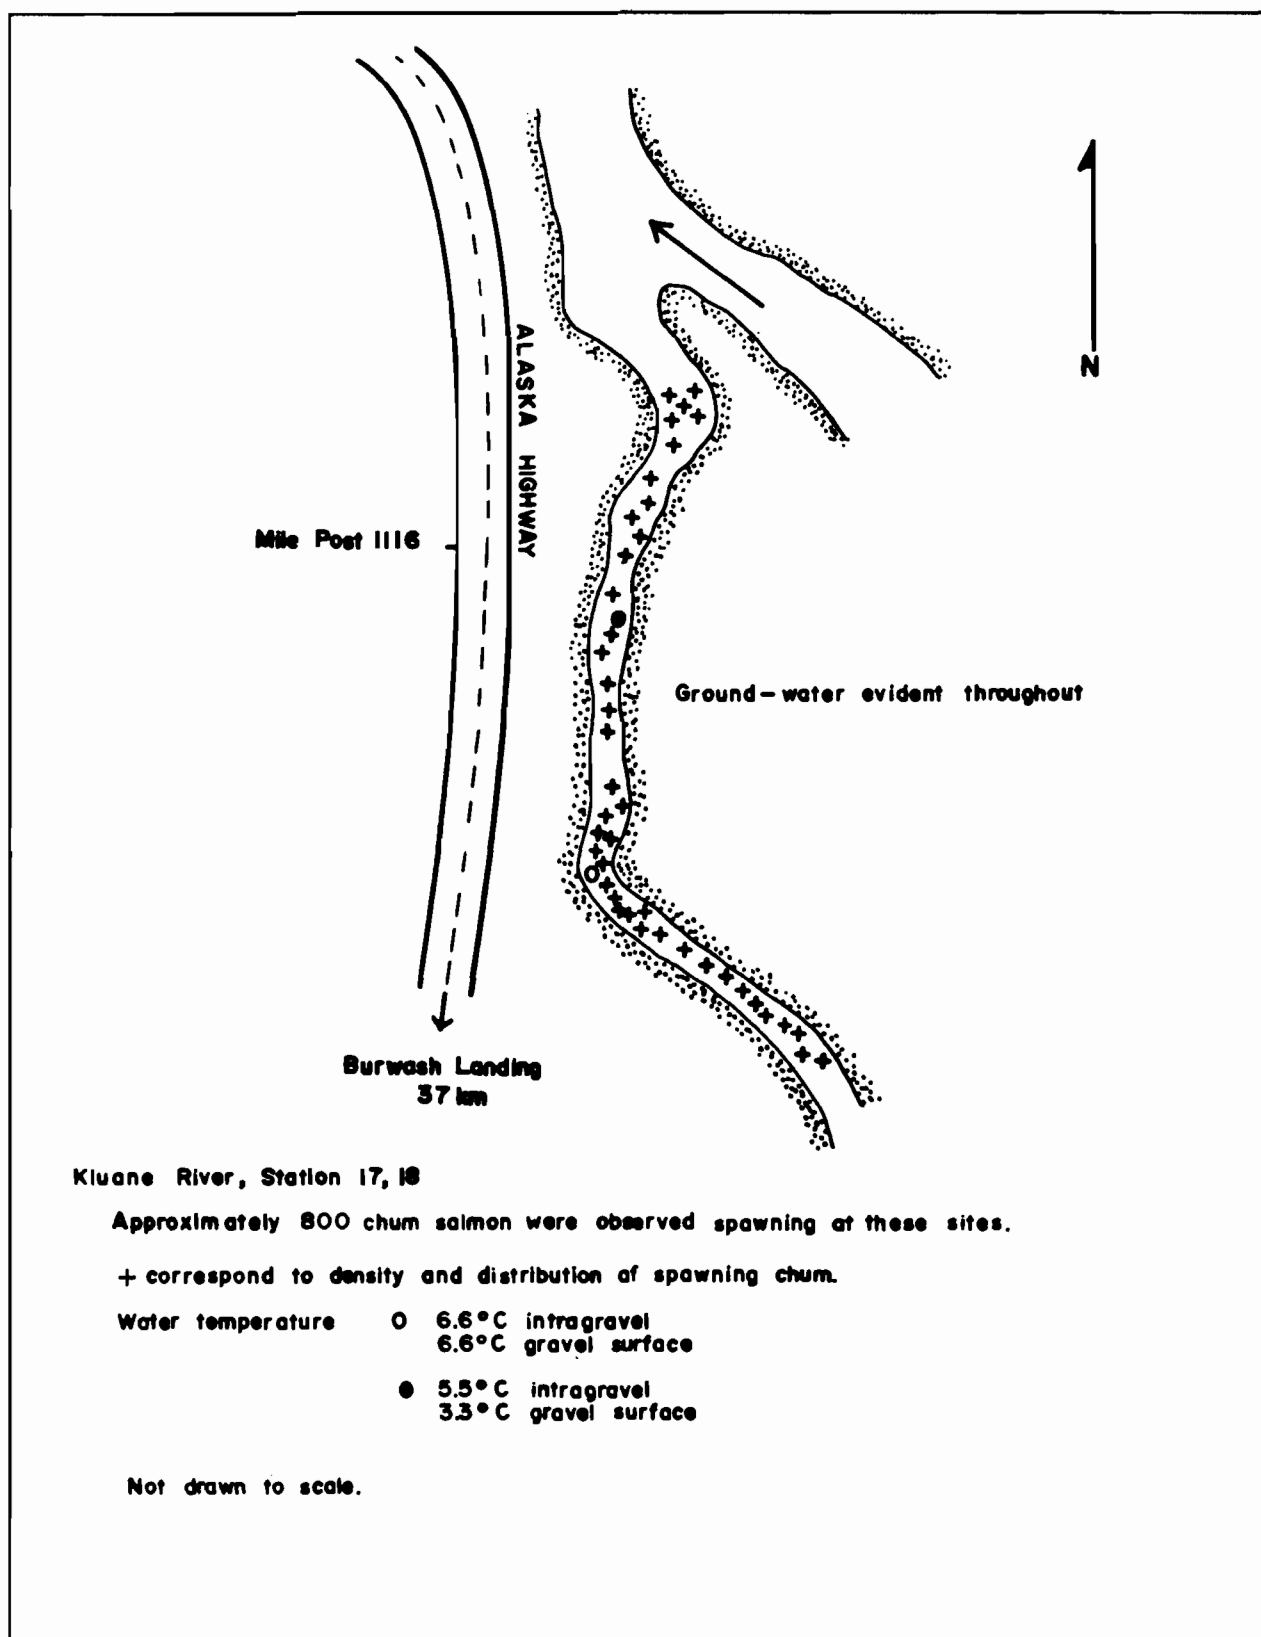 N
ALASKA HIGHWAY
Mile Post 1116
Ground-water evident throughout
Burwash Landing
37 km
Kluane River, Station 17, 18
Approximately 800 chum salmon were observed spawning at these sites.
+ correspond to density and distribution of spawning chum.
Water temperature O 6.6°C intragravel
6.6°C gravel surface
● 5.5°C intragravel
3.3°C gravel surface
Not drawn to scale.